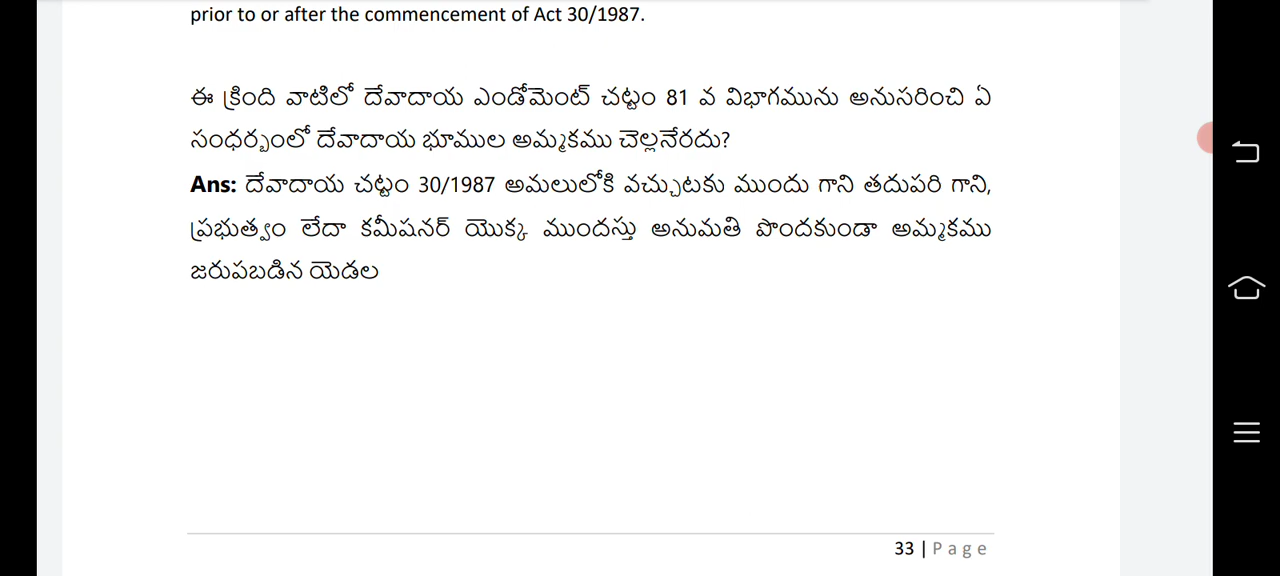 prior to or after the commencement of Act 30/1987.
ఈ క్రింది వాటిలో దేవాదాయ ఎండోమెంట్ చట్టం 81 వ విభాగమును అనుసరించి ఏ
సంధర్బంలో దేవాదాయ భూముల అమ్మకము చెల్లనేరదు?
Ans: దేవాదాయ చట్టం 30/1987 అమలులోకి వచ్చుటకు ముందు గాని తదుపరి గాని,
ప్రభుత్వం లేదా కమీషనర్ యొక్క ముందస్తు అనుమతి పొందకుండా అమ్మకము
జరుపబడిన యెడల
33 | Page